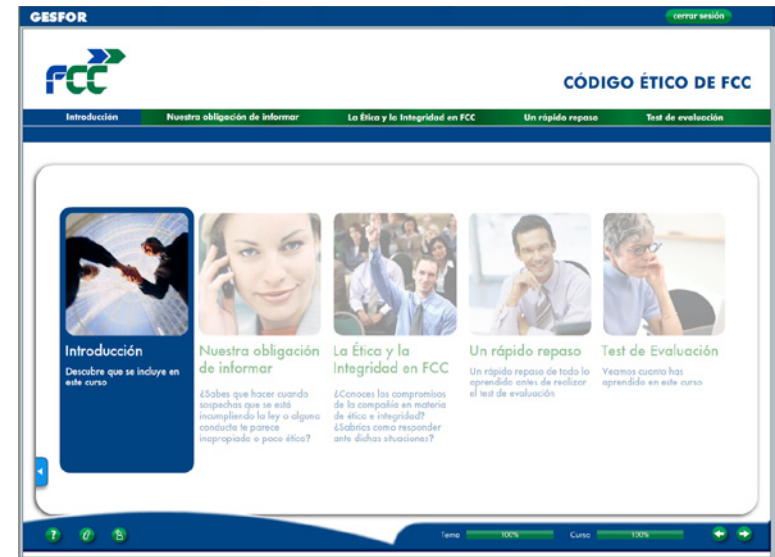 GESFOR
cerrar sesión
FCC
CÓDIGO ÉTICO DE FCC
Introducción
Nuestra obligación de informar
La Ética y la Integridad en FCC
Un rápido repaso
Test de evaluación
Introducción
Descubre que se incluye en
este curso
Nuestra obligación
de informar
¿Sabes que hacer cuando
sospechas que se está
incumpliendo la ley o alguna
conducta te parece
inapropiada o poco ética?
La Ética y la
Integridad en FCC
¿Conoces los compromisos
de la compañía en materia
de ética e integridad?
¿Sabrías como responder
ante dichas situaciones?
Un rápido repaso
Un rápido repaso de todo lo
aprendido antes de realizar
el test de evaluación
Test de Evaluación
Veamos cuanto has
aprendido en este curso
?
Tema 100% Curso 100%